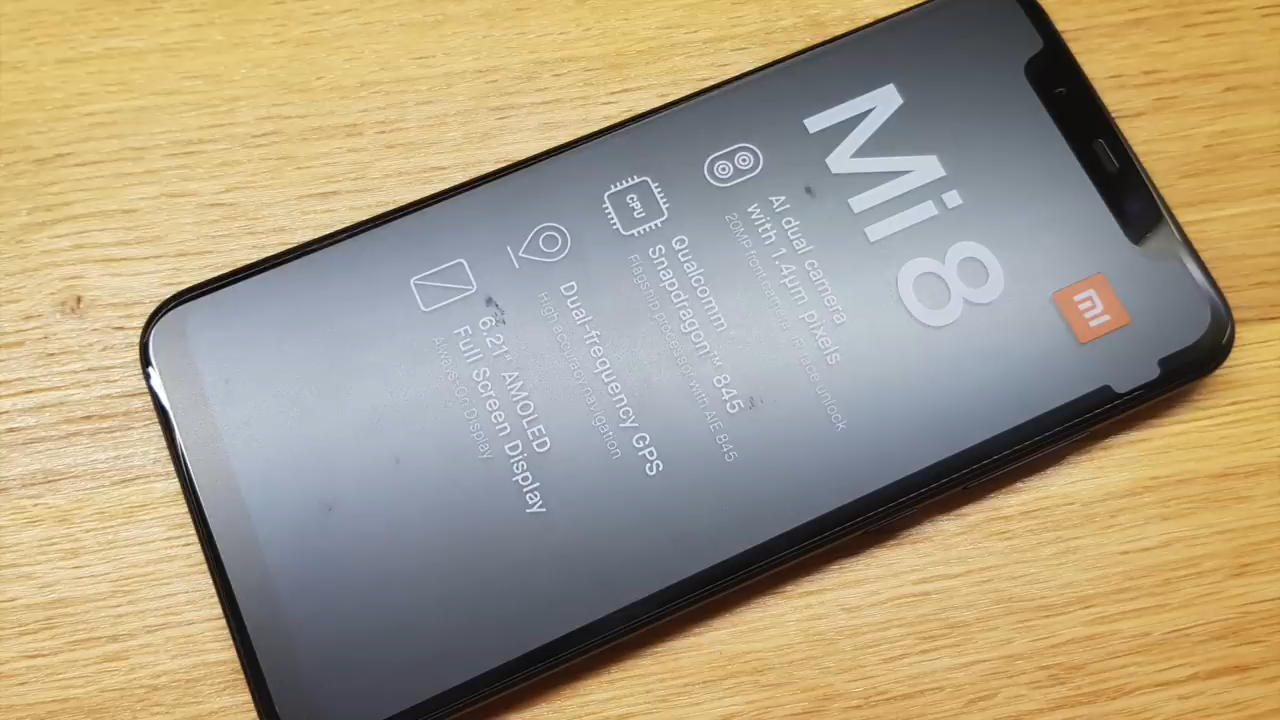 Mi 8
AI dual camera
with 1.4μm pixels
20MP front camera, IR face unlock
CPU
Qualcomm®
Snapdragon™ 845
Flagship processor with AIE 845
Dual-frequency GPS
High accuracy navigation
6.21" AMOLED
Full Screen Display
Always-On Display